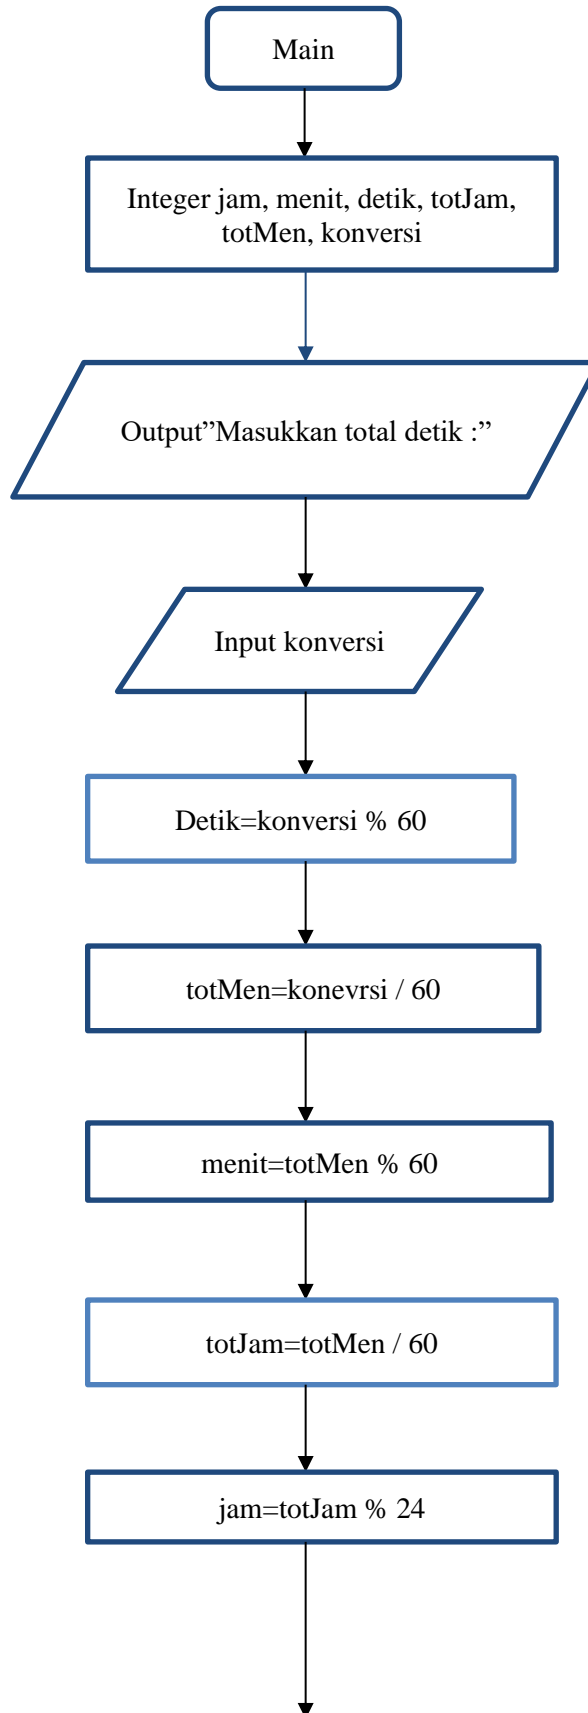 Main
Integer jam, menit, detik, totJam,
totMen, konversi
Output”Masukkan total detik :”
Input konversi
Detik=konversi % 60
totMen=konevrsi / 60
menit=totMen % 60
totJam=totMen / 60
jam=totJam % 24